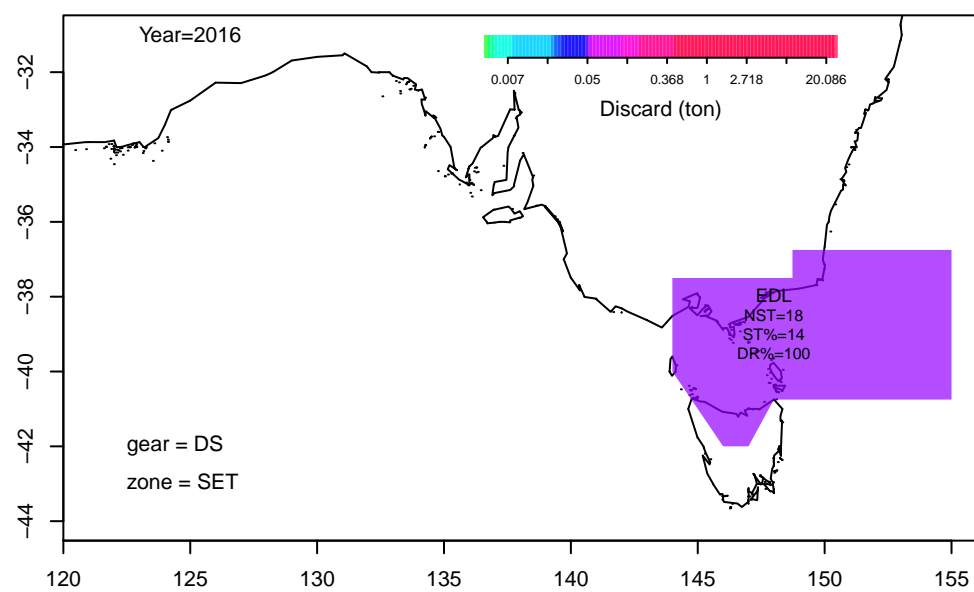 Year=2016
0.007 0.05 0.368 1 2.718 20.086
Discard (ton)
−32
−34
−36
−38
−40
−42
−44
EDL
NST=18
ST%=14
DR%=100
gear = DS
zone = SET
120 125 130 135 140 145 150 155